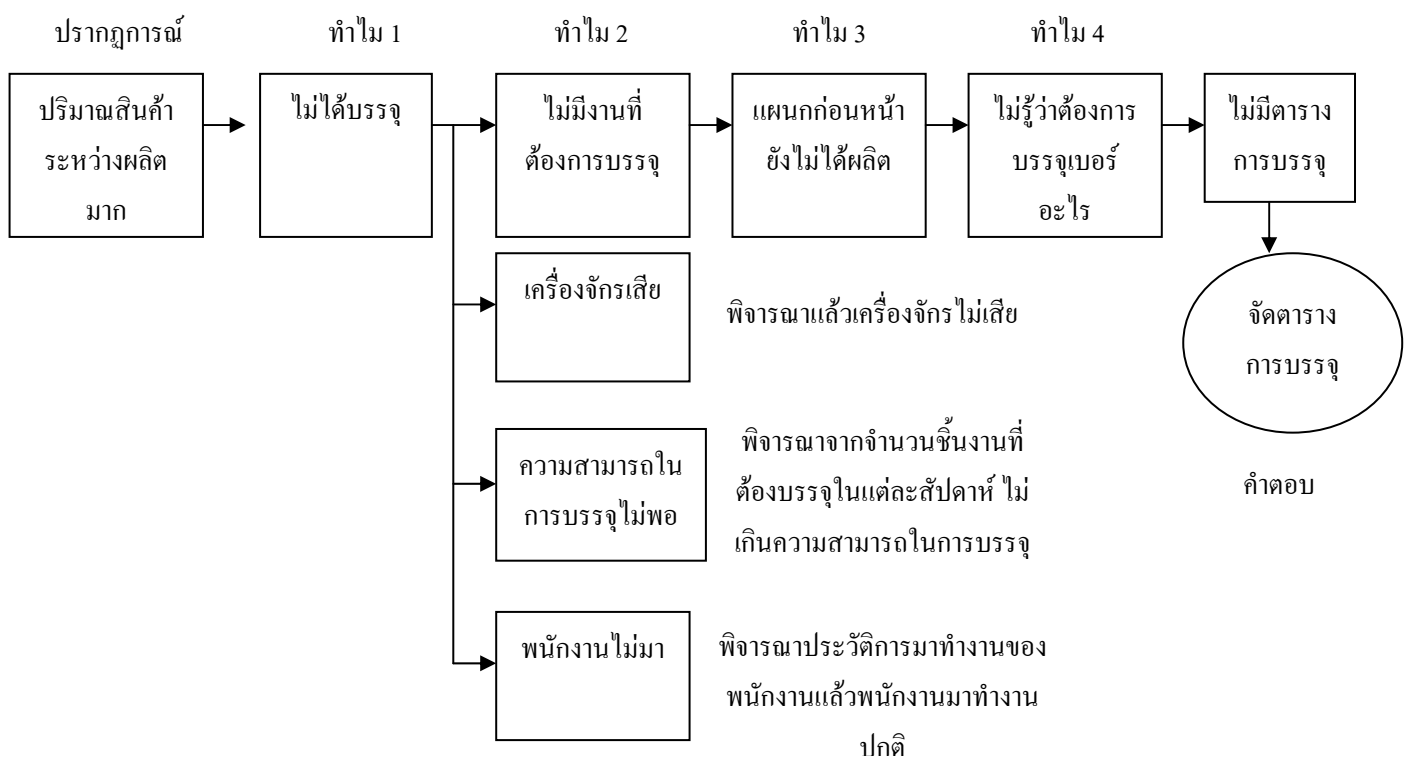 ปรากฏการณ์
ทำไม 1
ทำไม 2
ทำไม 3
ทำไม 4
ปริมาณสินค้า
ระหว่างผลิต
มาก
ไม่ได้บรรจุ
ไม่มีงานที่
ต้องการบรรจุ
แผนกก่อนหน้า
ยังไม่ได้ผลิต
ไม่รู้ว่าต้องการ
บรรจุเบอร์
อะไร
ไม่มีตาราง
การบรรจุ
เครื่องจักรเสีย
พิจารณาแล้วเครื่องจักรไม่เสีย
จัดตาราง
การบรรจุ
ความสามารถใน
การบรรจุไม่พอ
พิจารณาจากจำนวนชิ้นงานที่
ต้องบรรจุในแต่ละสัปดาห์ ไม่
เกินความสามารถในการบรรจุ
คำตอบ
พนักงานไม่มา
พิจารณาประวัติการมาทำงานของ
พนักงานแล้วพนักงานมาทำงาน
ปกติ